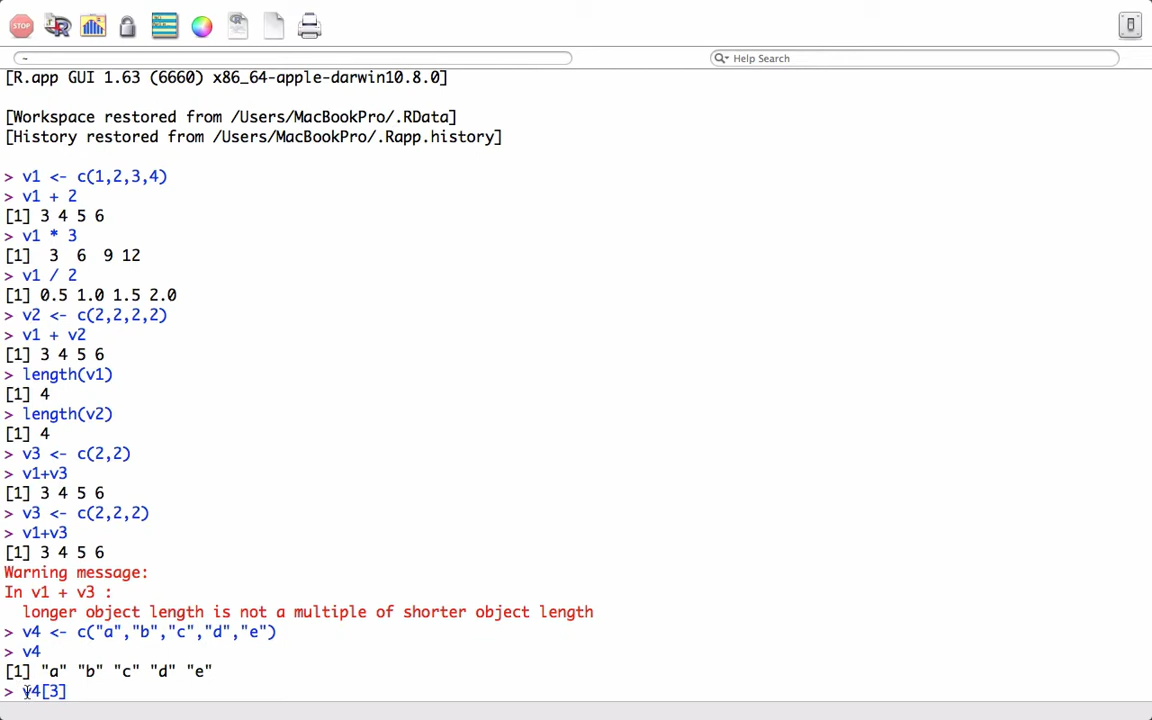 STOP
~
Help Search
[R.app GUI 1.63 (6660) x86_64-apple-darwin10.8.0]
[Workspace restored from /Users/MacBookPro/.RData]
[History restored from /Users/MacBookPro/.Rapp.history]
> v1 <- c(1,2,3,4)
> v1 + 2
[1] 3 4 5 6
> v1 * 3
[1]  3  6  9 12
> v1 / 2
[1] 0.5 1.0 1.5 2.0
> v2 <- c(2,2,2,2)
> v1 + v2
[1] 3 4 5 6
> length(v1)
[1] 4
> length(v2)
[1] 4
> v3 <- c(2,2)
> v1+v3
[1] 3 4 5 6
> v3 <- c(2,2,2)
> v1+v3
[1] 3 4 5 6
Warning message:
In v1 + v3 :
  longer object length is not a multiple of shorter object length
> v4 <- c("a","b","c","d","e")
> v4
[1] "a" "b" "c" "d" "e"
> v4[3]